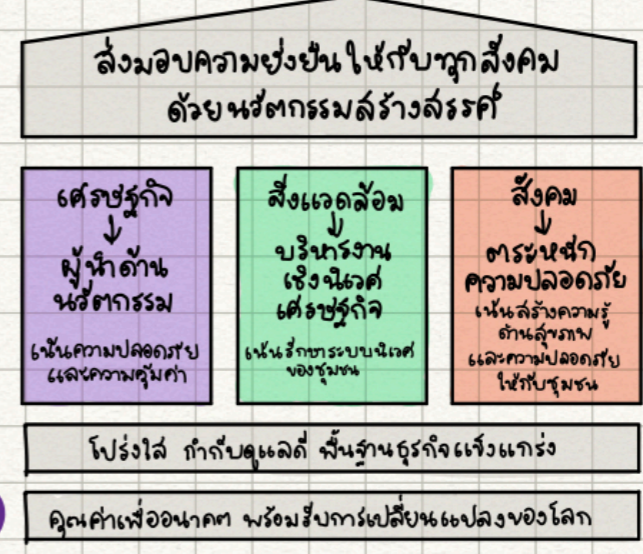 ส่งมอบความยั่งยืนให้กับทุกสังคม
ด้วยนวัตกรรมสร้างสรรค์
เศรษฐกิจ
ผู้นำด้าน
นวัตกรรม
เน้นความปลอดภัย
และความคุ้มค่า
สิ่งแวดล้อม
บริหารงาน
เชิงนิเวศ
เศรษฐกิจ
เน้นรักษาระบบนิเวศ
ของชุมชน
สังคม
ตระหนัก
ความปลอดภัย
เน้นสร้างความรู้
ด้านสุขภาพ
และความปลอดภัย
ให้กับชุมชน
โปร่งใส กำกับดูแลดี พื้นฐานธุรกิจแข็งแกร่ง
คุณค่าเพื่ออนาคต พร้อมรับการเปลี่ยนแปลงของโลก